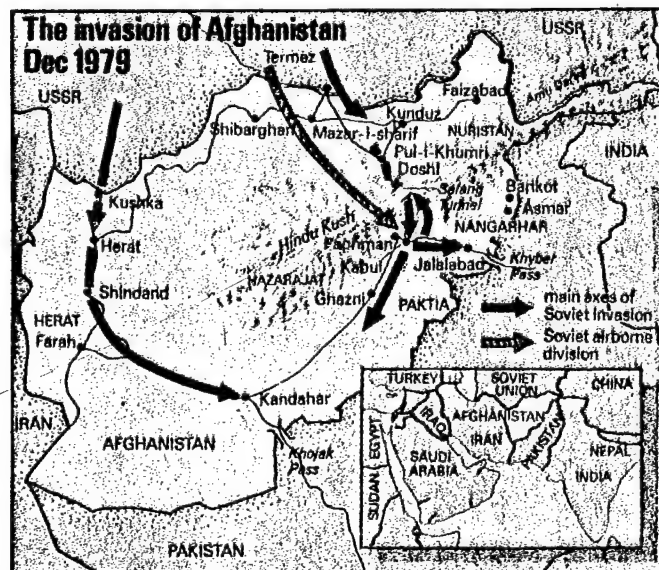 The invasion of Afghanistan
Dec 1979
USSR
USSR
Termez
Faizabad
Amu Darya
Kunduz
Shibarghan
Mazar-i-sharif
NURISTAN
INDIA
Pul-i-Khumri
Doshi
Salang
Tunnel
Barikot
Asmar
Kushka
Herat
Hindu Kush
Paghman
NANGARHAR
Kabul
Jalalabad
Khyber
Pass
HAZARAJAT
Ghazni
PAKTIA
Shindand
main axes of
Soviet Invasion
Soviet airborne
division
HERAT
Farah
Kandahar
IRAN
AFGHANISTAN
Khojak
Pass
PAKISTAN
TURKEY
SOVIET
UNION
CHINA
IRAQ
AFGHANISTAN
IRAN
PAKISTAN
NEPAL
EGYPT
SAUDI
ARABIA
INDIA
SUDAN